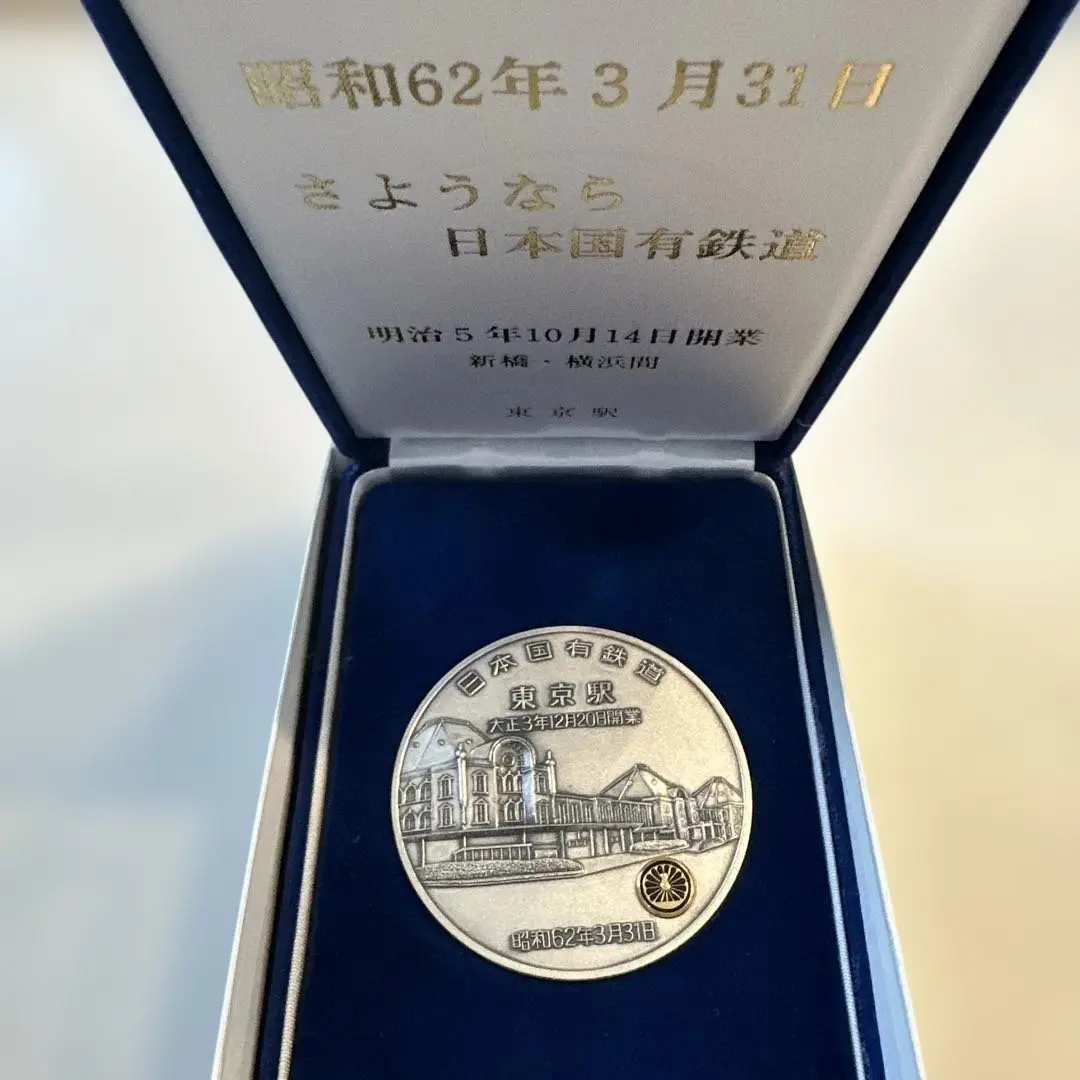 昭和62年3月31日
さようなら
日本国有鉄道
明治5年10月14日開業
新橋・横浜間
東京駅
日本国有鉄道
東京駅
大正3年12月20日開業
昭和62年3月31日